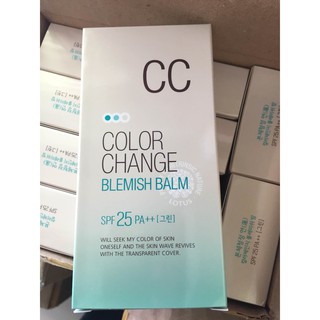 CC
COLOR
CHANGE
BLEMISH BALM
LOTUS
SPF 25 PA++ [그린]
WILL SEEK MY COLOR OF SKIN
ONESELF AND THE SKIN WAVE REVIVES
WITH THE TRANSPARENT COVER.